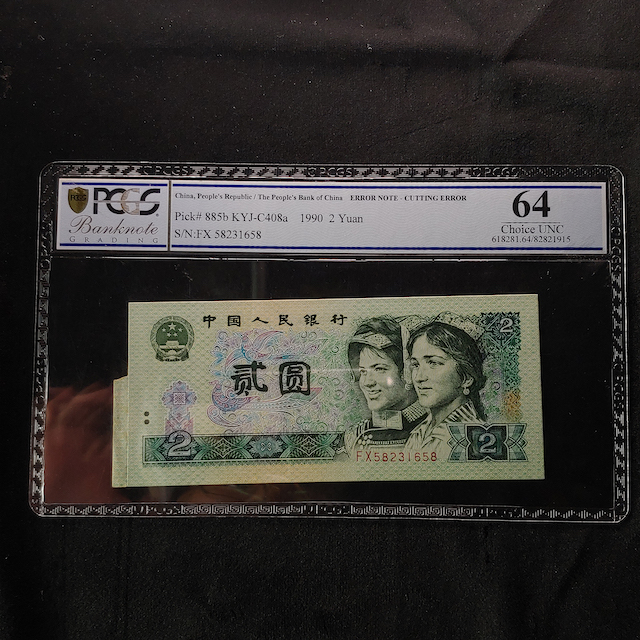 PCGS
PCGS
Banknote
GRADING
China, People's Republic / The People's Bank of China ERROR NOTE - CUTTING ERROR
Pick# 885b KYJ-C408a 1990 2 Yuan
S/N:FX 58231658
64
Choice UNC
618281.64/82821915
中国人民银行
2
贰圆
2
FX58231658
2